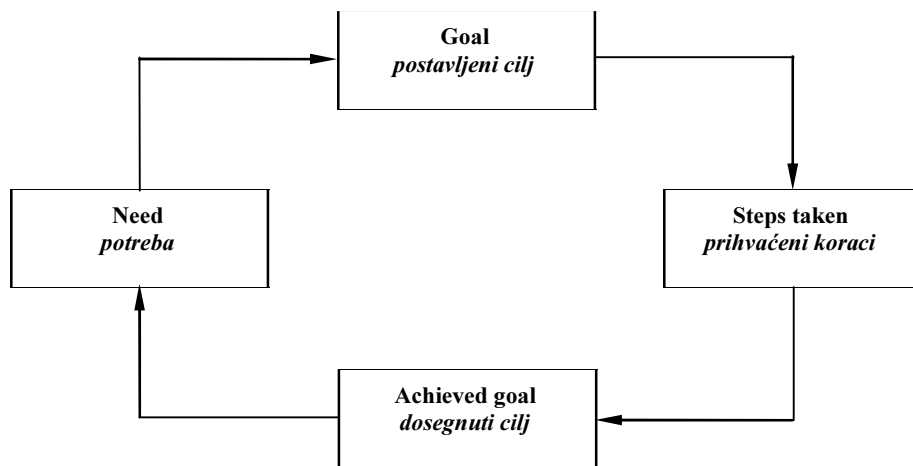 Goal
postavljeni cilj
Need
potreba
Steps taken
prihvaćeni koraci
Achieved goal
dosegnuti cilj